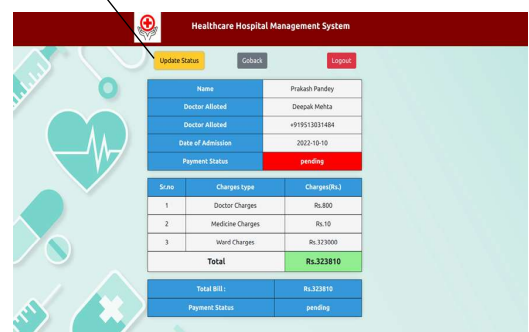 Healthcare Hospital Management System
Update Status Goback Logout
Name Prakash Pandey
Doctor Alloted Deepak Mehta
Doctor Alloted +919513031484
Date of Admission 2022-10-10
Payment Status pending
Sr.no Charges type Charges(Rs.)
1 Doctor Charges Rs.800
2 Medicine Charges Rs.10
3 Ward Charges Rs.323000
Total Rs.323810
Total Bill : Rs.323810
Payment Status pending